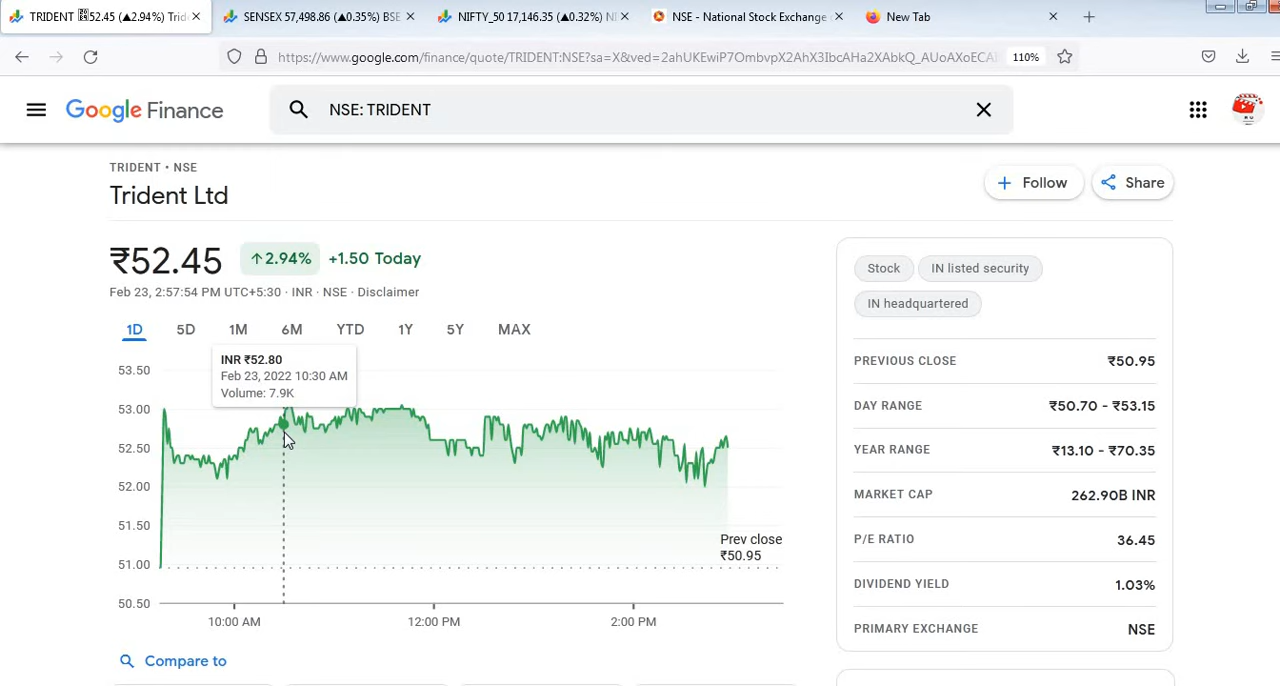 TRIDENT ₹52.45 (▲2.94%) Trid
SENSEX 57,498.86 (▲0.35%) BSE
NIFTY_50 17,146.35 (▲0.32%) NI
NSE - National Stock Exchange
New Tab
https://www.google.com/finance/quote/TRIDENT:NSE?sa=X&ved=2ahUKEwiP7OmbvpX2AhX3IbcAHa2XAbkQ_AUoAXoECA
110%
Google Finance
NSE: TRIDENT
TRIDENT • NSE
Trident Ltd
Follow
Share
₹52.45
↑2.94%
+1.50 Today
Feb 23, 2:57:54 PM UTC+5:30 · INR · NSE · Disclaimer
1D 5D 1M 6M YTD 1Y 5Y MAX
INR ₹52.80
Feb 23, 2022 10:30 AM
Volume: 7.9K
53.50
53.00
52.50
52.00
51.50
51.00
50.50
Prev close
₹50.95
10:00 AM 12:00 PM 2:00 PM
Compare to
Stock
IN listed security
IN headquartered
PREVIOUS CLOSE ₹50.95
DAY RANGE ₹50.70 - ₹53.15
YEAR RANGE ₹13.10 - ₹70.35
MARKET CAP 262.90B INR
P/E RATIO 36.45
DIVIDEND YIELD 1.03%
PRIMARY EXCHANGE NSE